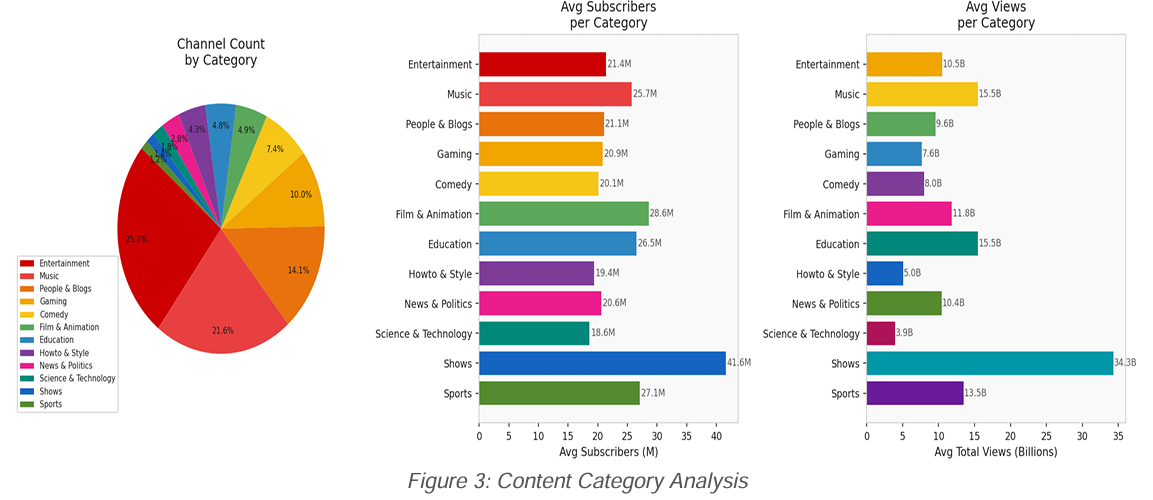 Channel Count
by Category
4.8%
4.9%
4.3%
7.4%
2.8%
1.8%
1.4%
1.2%
10.0%
25.7%
14.1%
21.6%
Entertainment
Music
People & Blogs
Gaming
Comedy
Film & Animation
Education
Howto & Style
News & Politics
Science & Technology
Shows
Sports
Avg Subscribers
per Category
Entertainment 21.4M
Music 25.7M
People & Blogs 21.1M
Gaming 20.9M
Comedy 20.1M
Film & Animation 28.6M
Education 26.5M
Howto & Style 19.4M
News & Politics 20.6M
Science & Technology 18.6M
Shows 41.6M
Sports 27.1M
0 5 10 15 20 25 30 35 40
Avg Subscribers (M)
Avg Views
per Category
Entertainment 10.5B
Music 15.5B
People & Blogs 9.6B
Gaming 7.6B
Comedy 8.0B
Film & Animation 11.8B
Education 15.5B
Howto & Style 5.0B
News & Politics 10.4B
Science & Technology 3.9B
Shows 34.3B
Sports 13.5B
0 5 10 15 20 25 30 35
Avg Total Views (Billions)
Figure 3: Content Category Analysis